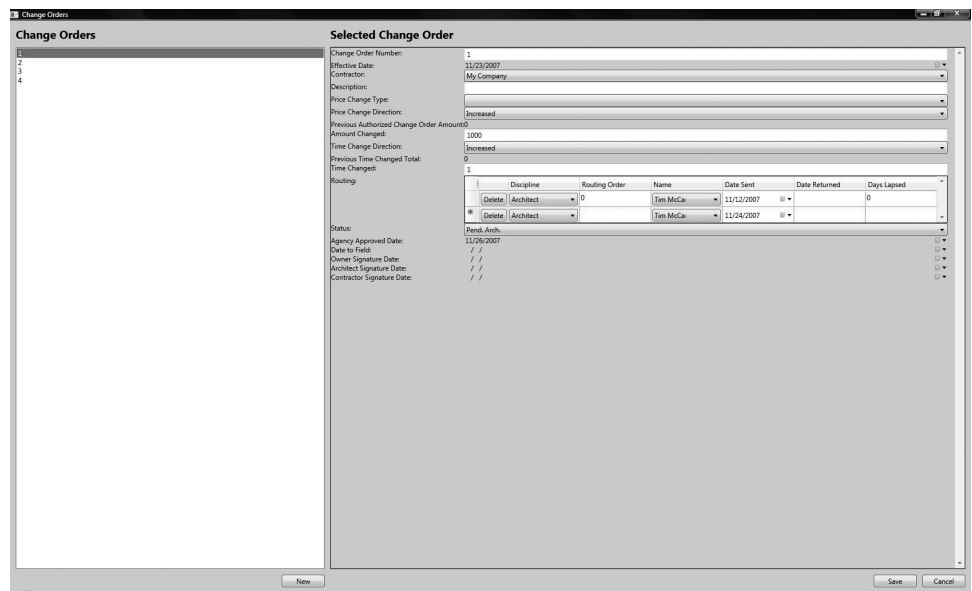 Change Orders
Change Orders
1
2
3
4
New
Selected Change Order
Change Order Number: 1
Effective Date: 11/23/2007
Contractor: My Company
Description:
Price Change Type:
Price Change Direction: Increased
Previous Authorized Change Order Amount:0
Amount Changed: 1000
Time Change Direction: Increased
Previous Time Changed Total: 0
Time Changed: 1
Routing:
Discipline Routing Order Name Date Sent Date Returned Days Lapsed
Delete Architect 0 Tim McCa 11/12/2007 0
* Delete Architect Tim McCa 11/24/2007
Status: Pend. Arch.
Agency Approved Date: 11/26/2007
Date to Field: / /
Owner Signature Date: / /
Architect Signature Date: / /
Contractor Signature Date: / /
Save Cancel